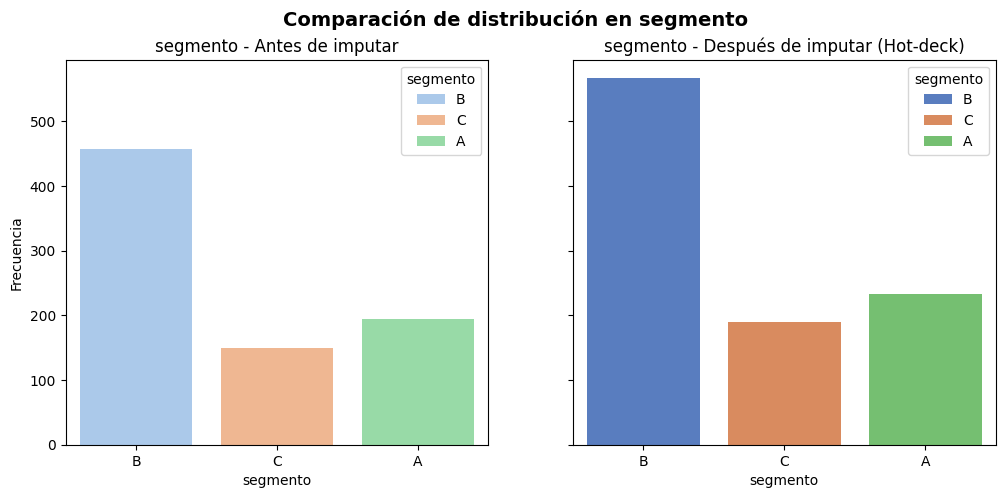 Comparación de distribución en segmento
segmento - Antes de imputar
segmento
B
C
A
Frecuencia
500
400
300
200
100
0
B C A
segmento
segmento - Después de imputar (Hot-deck)
segmento
B
C
A
B C A
segmento